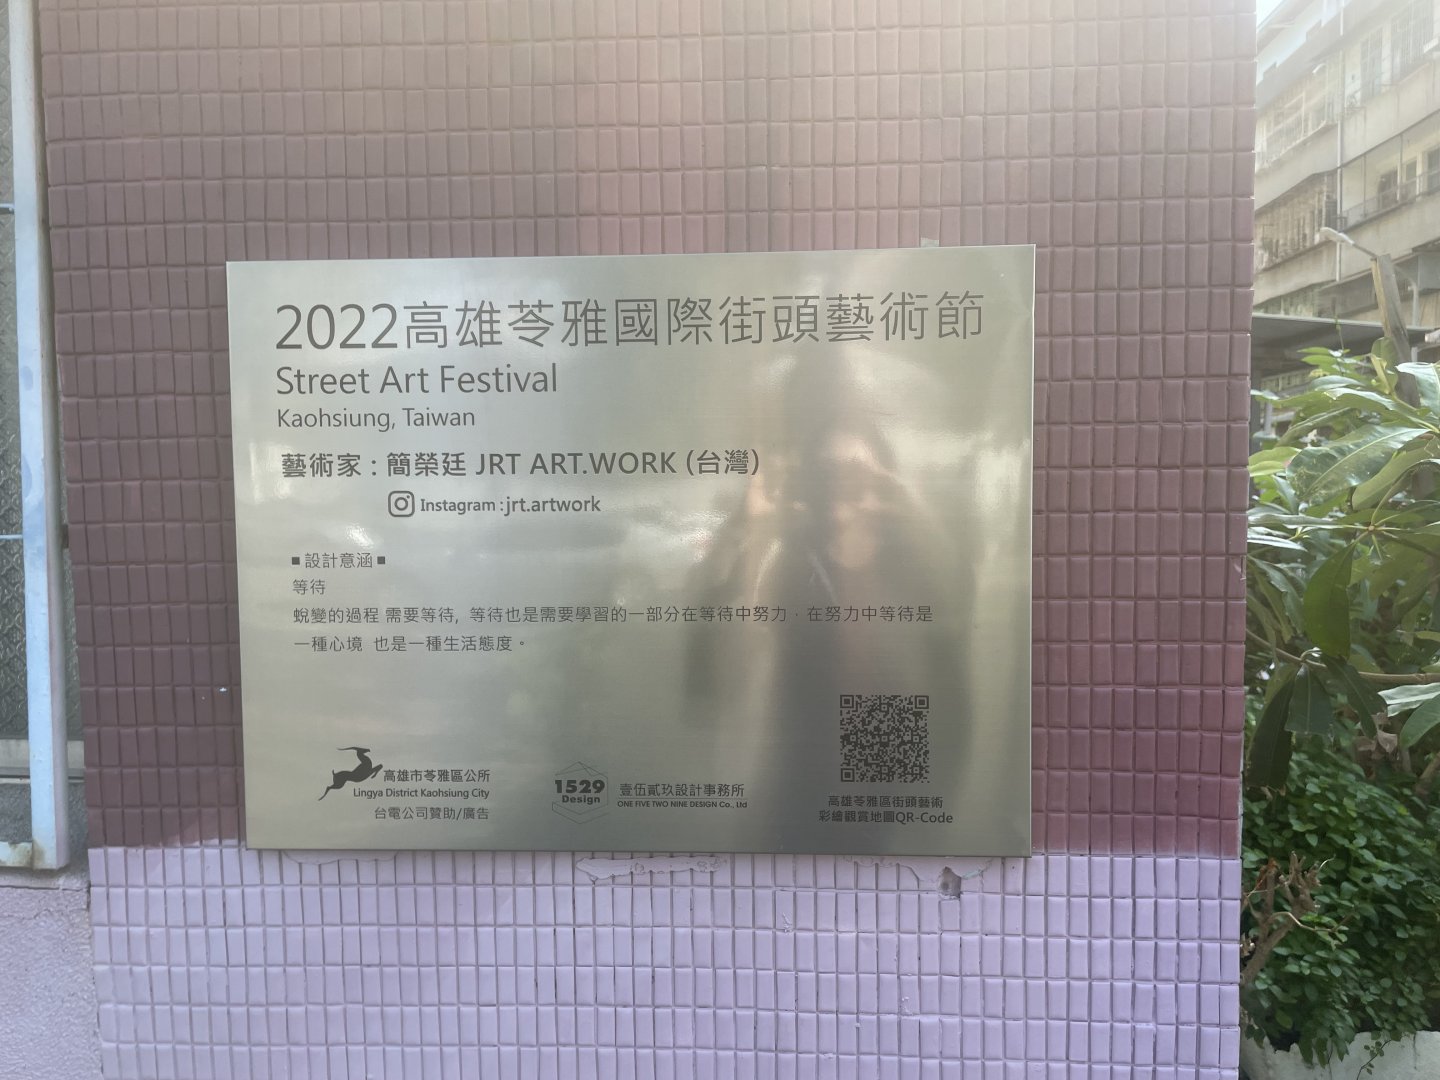 2022高雄苓雅國際街頭藝術節
Street Art Festival
Kaohsiung, Taiwan
藝術家：簡榮廷 JRT ART.WORK (台灣)
Instagram : jrt.artwork
■設計意涵■
等待
蛻變的過程 需要等待, 等待也是需要學習的一部分在等待中努力．在努力中等待是
一種心境 也是一種生活態度。
高雄市苓雅區公所
Lingya District Kaohsiung City
台電公司贊助/廣告
1529
Design
壹伍貳玖設計事務所
ONE FIVE TWO NINE DESIGN Co., Ltd
高雄苓雅區街頭藝術
彩繪觀賞地圖QR-Code